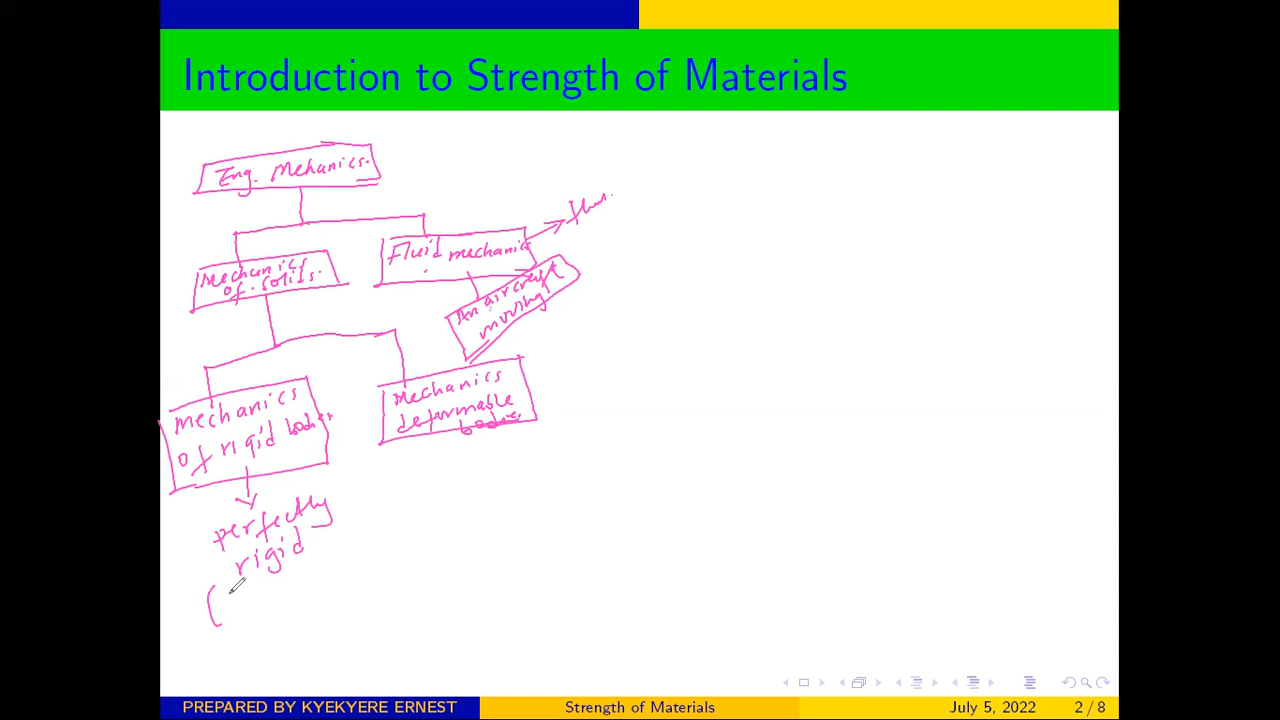 Introduction to Strength of Materials
Eng. Mehanics.
Mechanics
of solids.
Fluid mechanics
An aircraft
moving
mechanics
of rigid bodies
Mechanics
deformable
bodies
perfectly
rigid
(
PREPARED BY KYEKYERE ERNEST
Strength of Materials
July 5, 2022
2 / 8